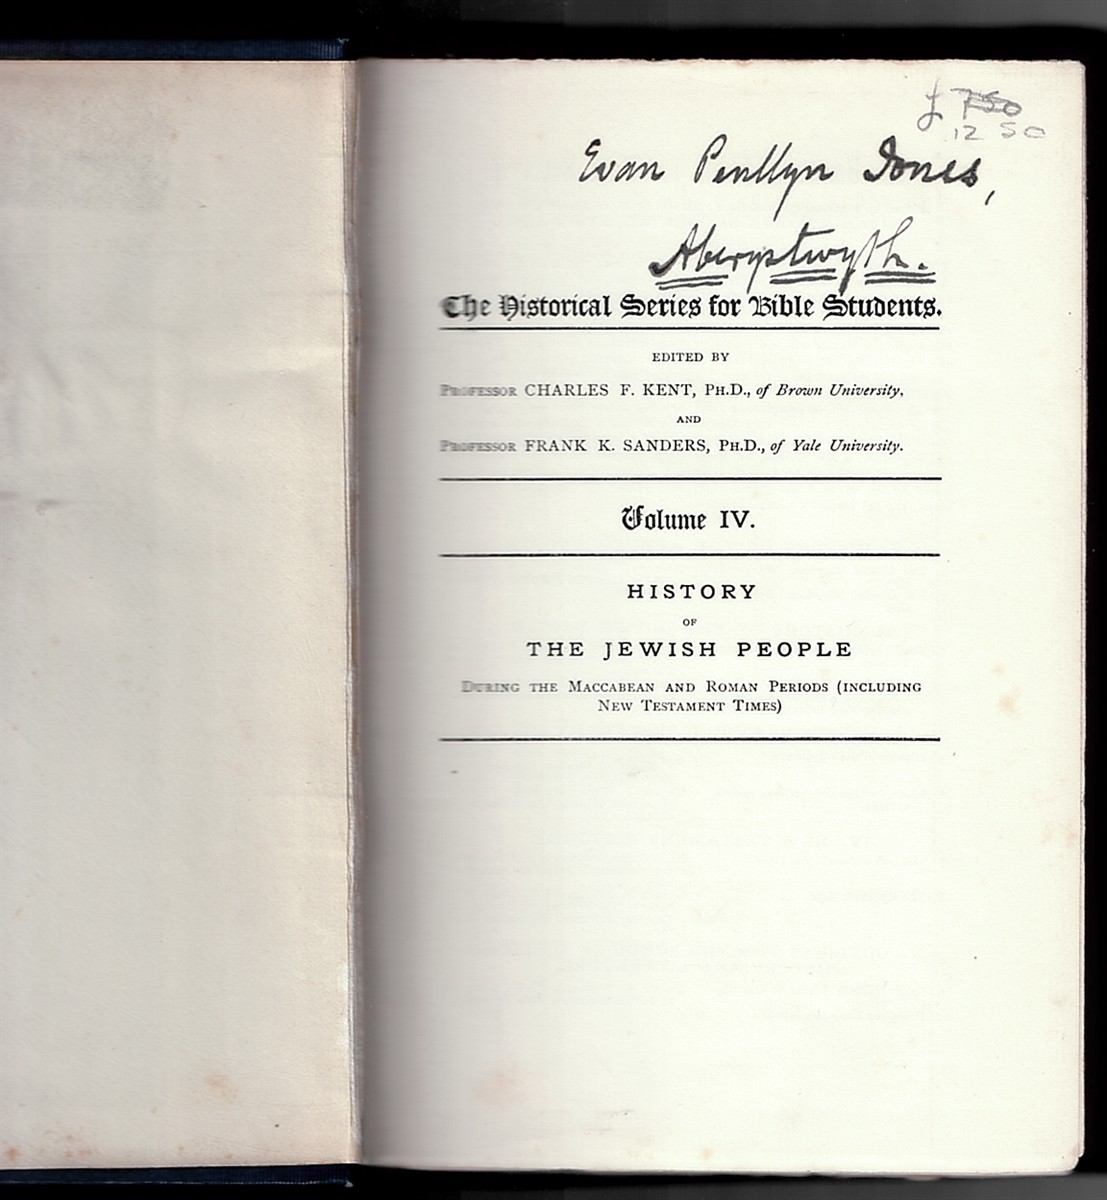 £ 750
12 50
Evan Penllyn Jones,
Aberystwyth.
The Historical Series for Bible Students.
EDITED BY
PROFESSOR CHARLES F. KENT, PH.D., of Brown University,
AND
PROFESSOR FRANK K. SANDERS, PH.D., of Yale University.
Volume IV.
HISTORY
OF
THE JEWISH PEOPLE
DURING THE MACCABEAN AND ROMAN PERIODS (INCLUDING
NEW TESTAMENT TIMES)